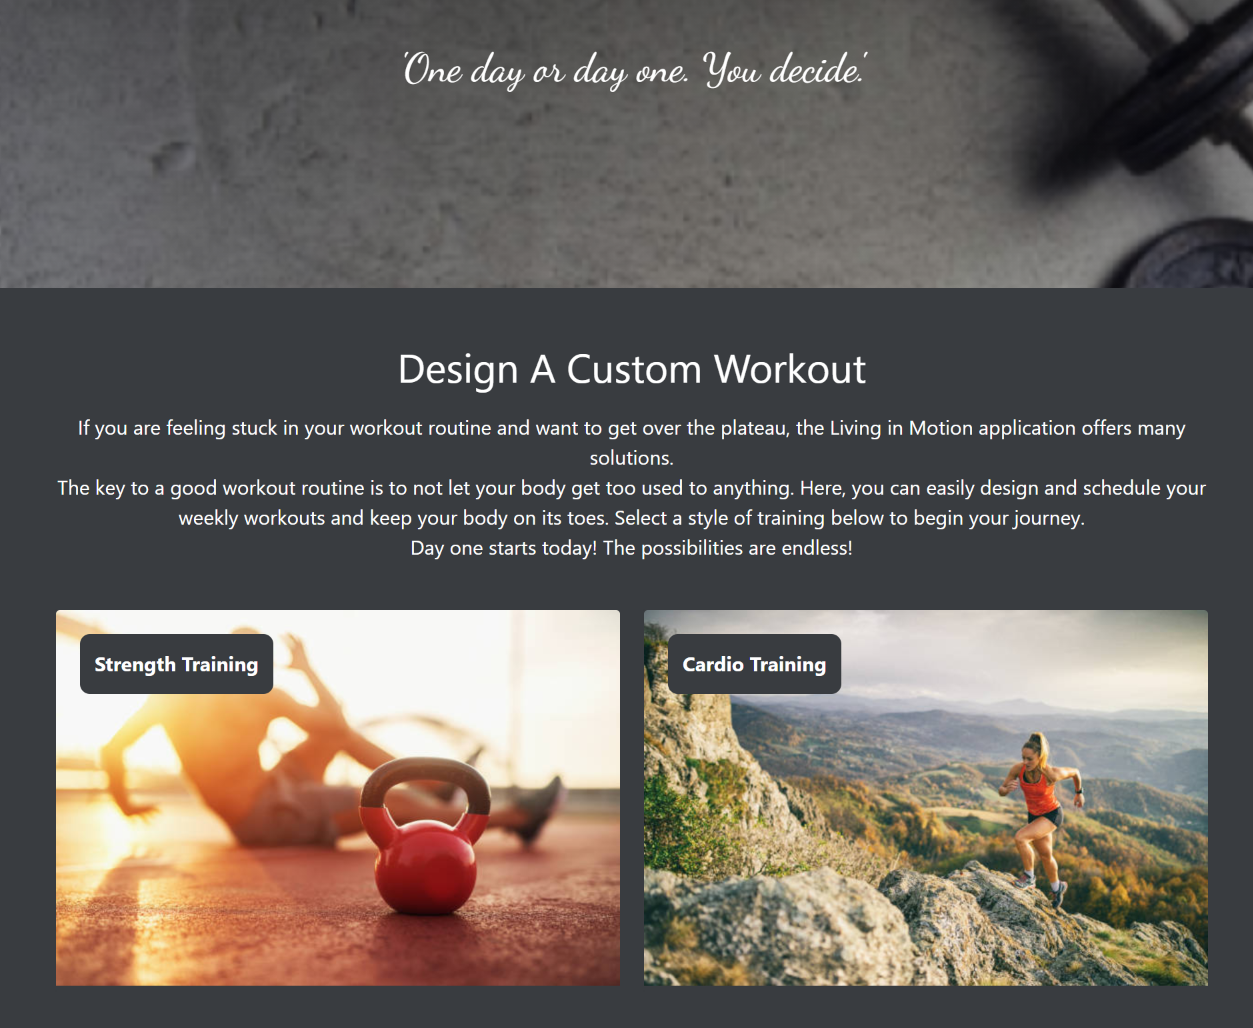 'One day or day one. You decide.'
Design A Custom Workout
If you are feeling stuck in your workout routine and want to get over the plateau, the Living in Motion application offers many
solutions.
The key to a good workout routine is to not let your body get too used to anything. Here, you can easily design and schedule your
weekly workouts and keep your body on its toes. Select a style of training below to begin your journey.
Day one starts today! The possibilities are endless!
Strength Training
Cardio Training